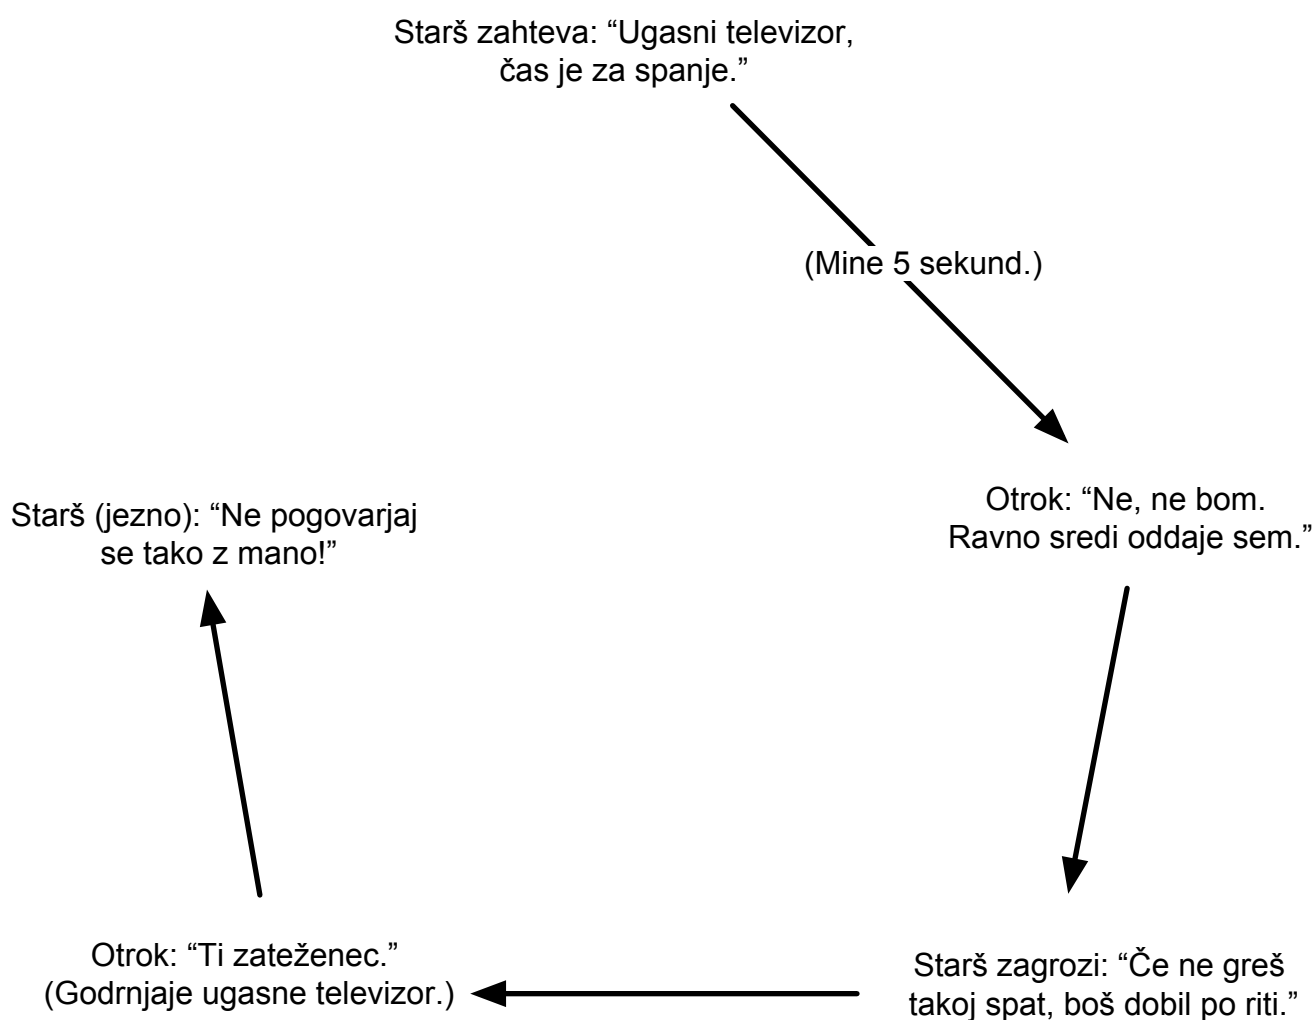 Starš zahteva: “Ugasni televizor,
čas je za spanje.”
(Mine 5 sekund.)
Otrok: “Ne, ne bom.
Ravno sredi oddaje sem.”
Starš zagrozi: “Če ne greš
takoj spat, boš dobil po riti.”
Otrok: “Ti zateženec.”
(Godrnjaje ugasne televizor.)
Starš (jezno): “Ne pogovarjaj
se tako z mano!”